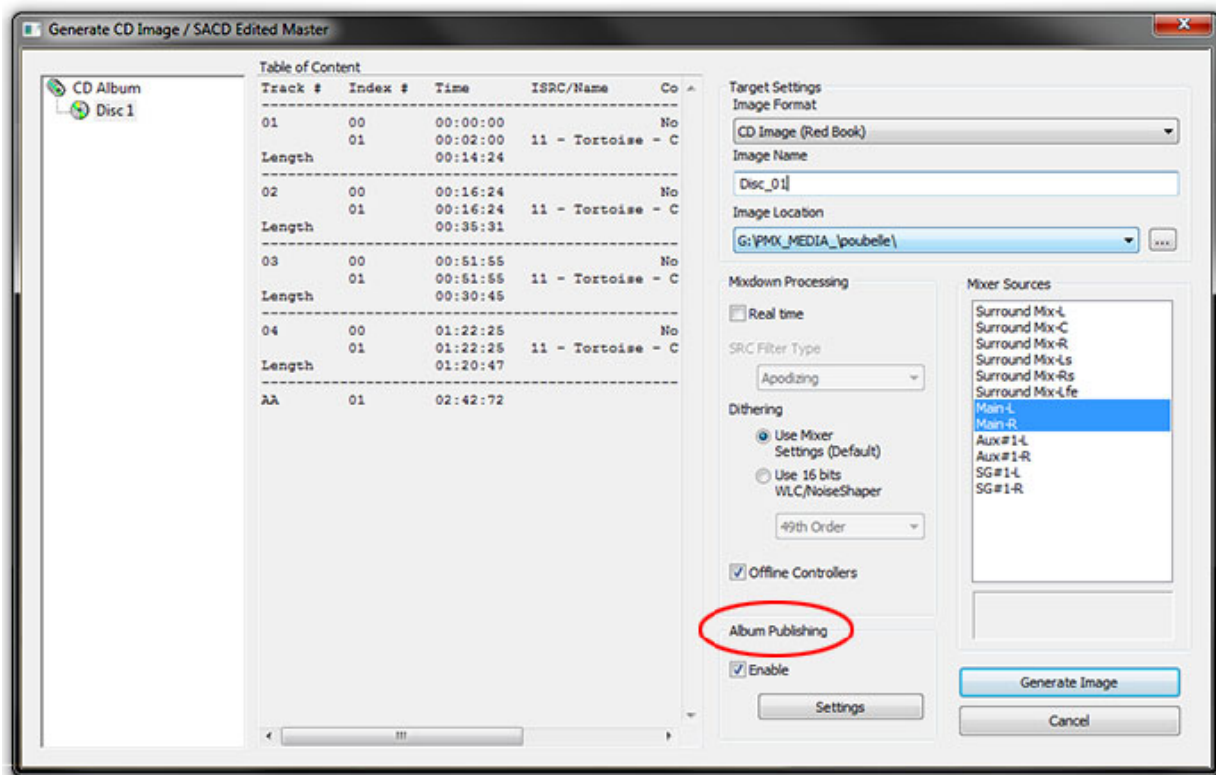 Generate CD Image / SACD Edited Master
CD Album
Disc 1
Table of Content
Track # Index # Time ISRC/Name Co
01 00 00:00:00 No
01 00:02:00 11 - Tortoise - C
Length 00:14:24
02 00 00:16:24 No
01 00:16:24 11 - Tortoise - C
Length 00:35:31
03 00 00:51:55 No
01 00:51:55 11 - Tortoise - C
Length 00:30:45
04 00 01:22:25 No
01 01:22:25 11 - Tortoise - C
Length 01:20:47
AA 01 02:42:72
Target Settings
Image Format
CD Image (Red Book)
Image Name
Disc_01
Image Location
G:\PMX_MEDIA_\poubelle\
...
Mixdown Processing
Real time
SRC Filter Type
Apodizing
Dithering
Use Mixer
Settings (Default)
Use 16 bits
WLC/NoiseShaper
49th Order
Offline Controllers
Album Publishing
Enable
Settings
Mixer Sources
Surround Mix-L
Surround Mix-C
Surround Mix-R
Surround Mix-Ls
Surround Mix-Rs
Surround Mix-Lfe
Main-L
Main-R
Aux#1-L
Aux#1-R
SG#1-L
SG#1-R
Generate Image
Cancel